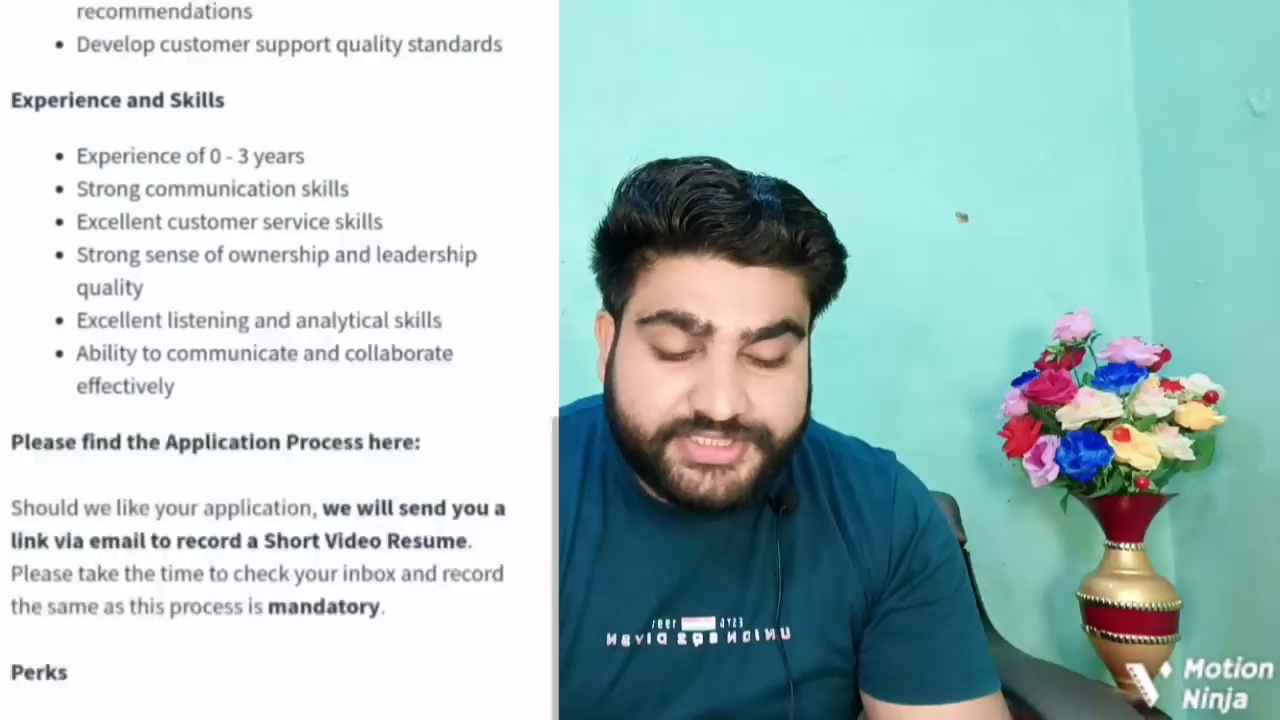 recommendations
• Develop customer support quality standards
Experience and Skills
• Experience of 0 - 3 years
• Strong communication skills
• Excellent customer service skills
• Strong sense of ownership and leadership
quality
• Excellent listening and analytical skills
• Ability to communicate and collaborate
effectively
Please find the Application Process here:
Should we like your application, we will send you a
link via email to record a Short Video Resume.
Please take the time to check your inbox and record
the same as this process is mandatory.
Perks
Motion
Ninja